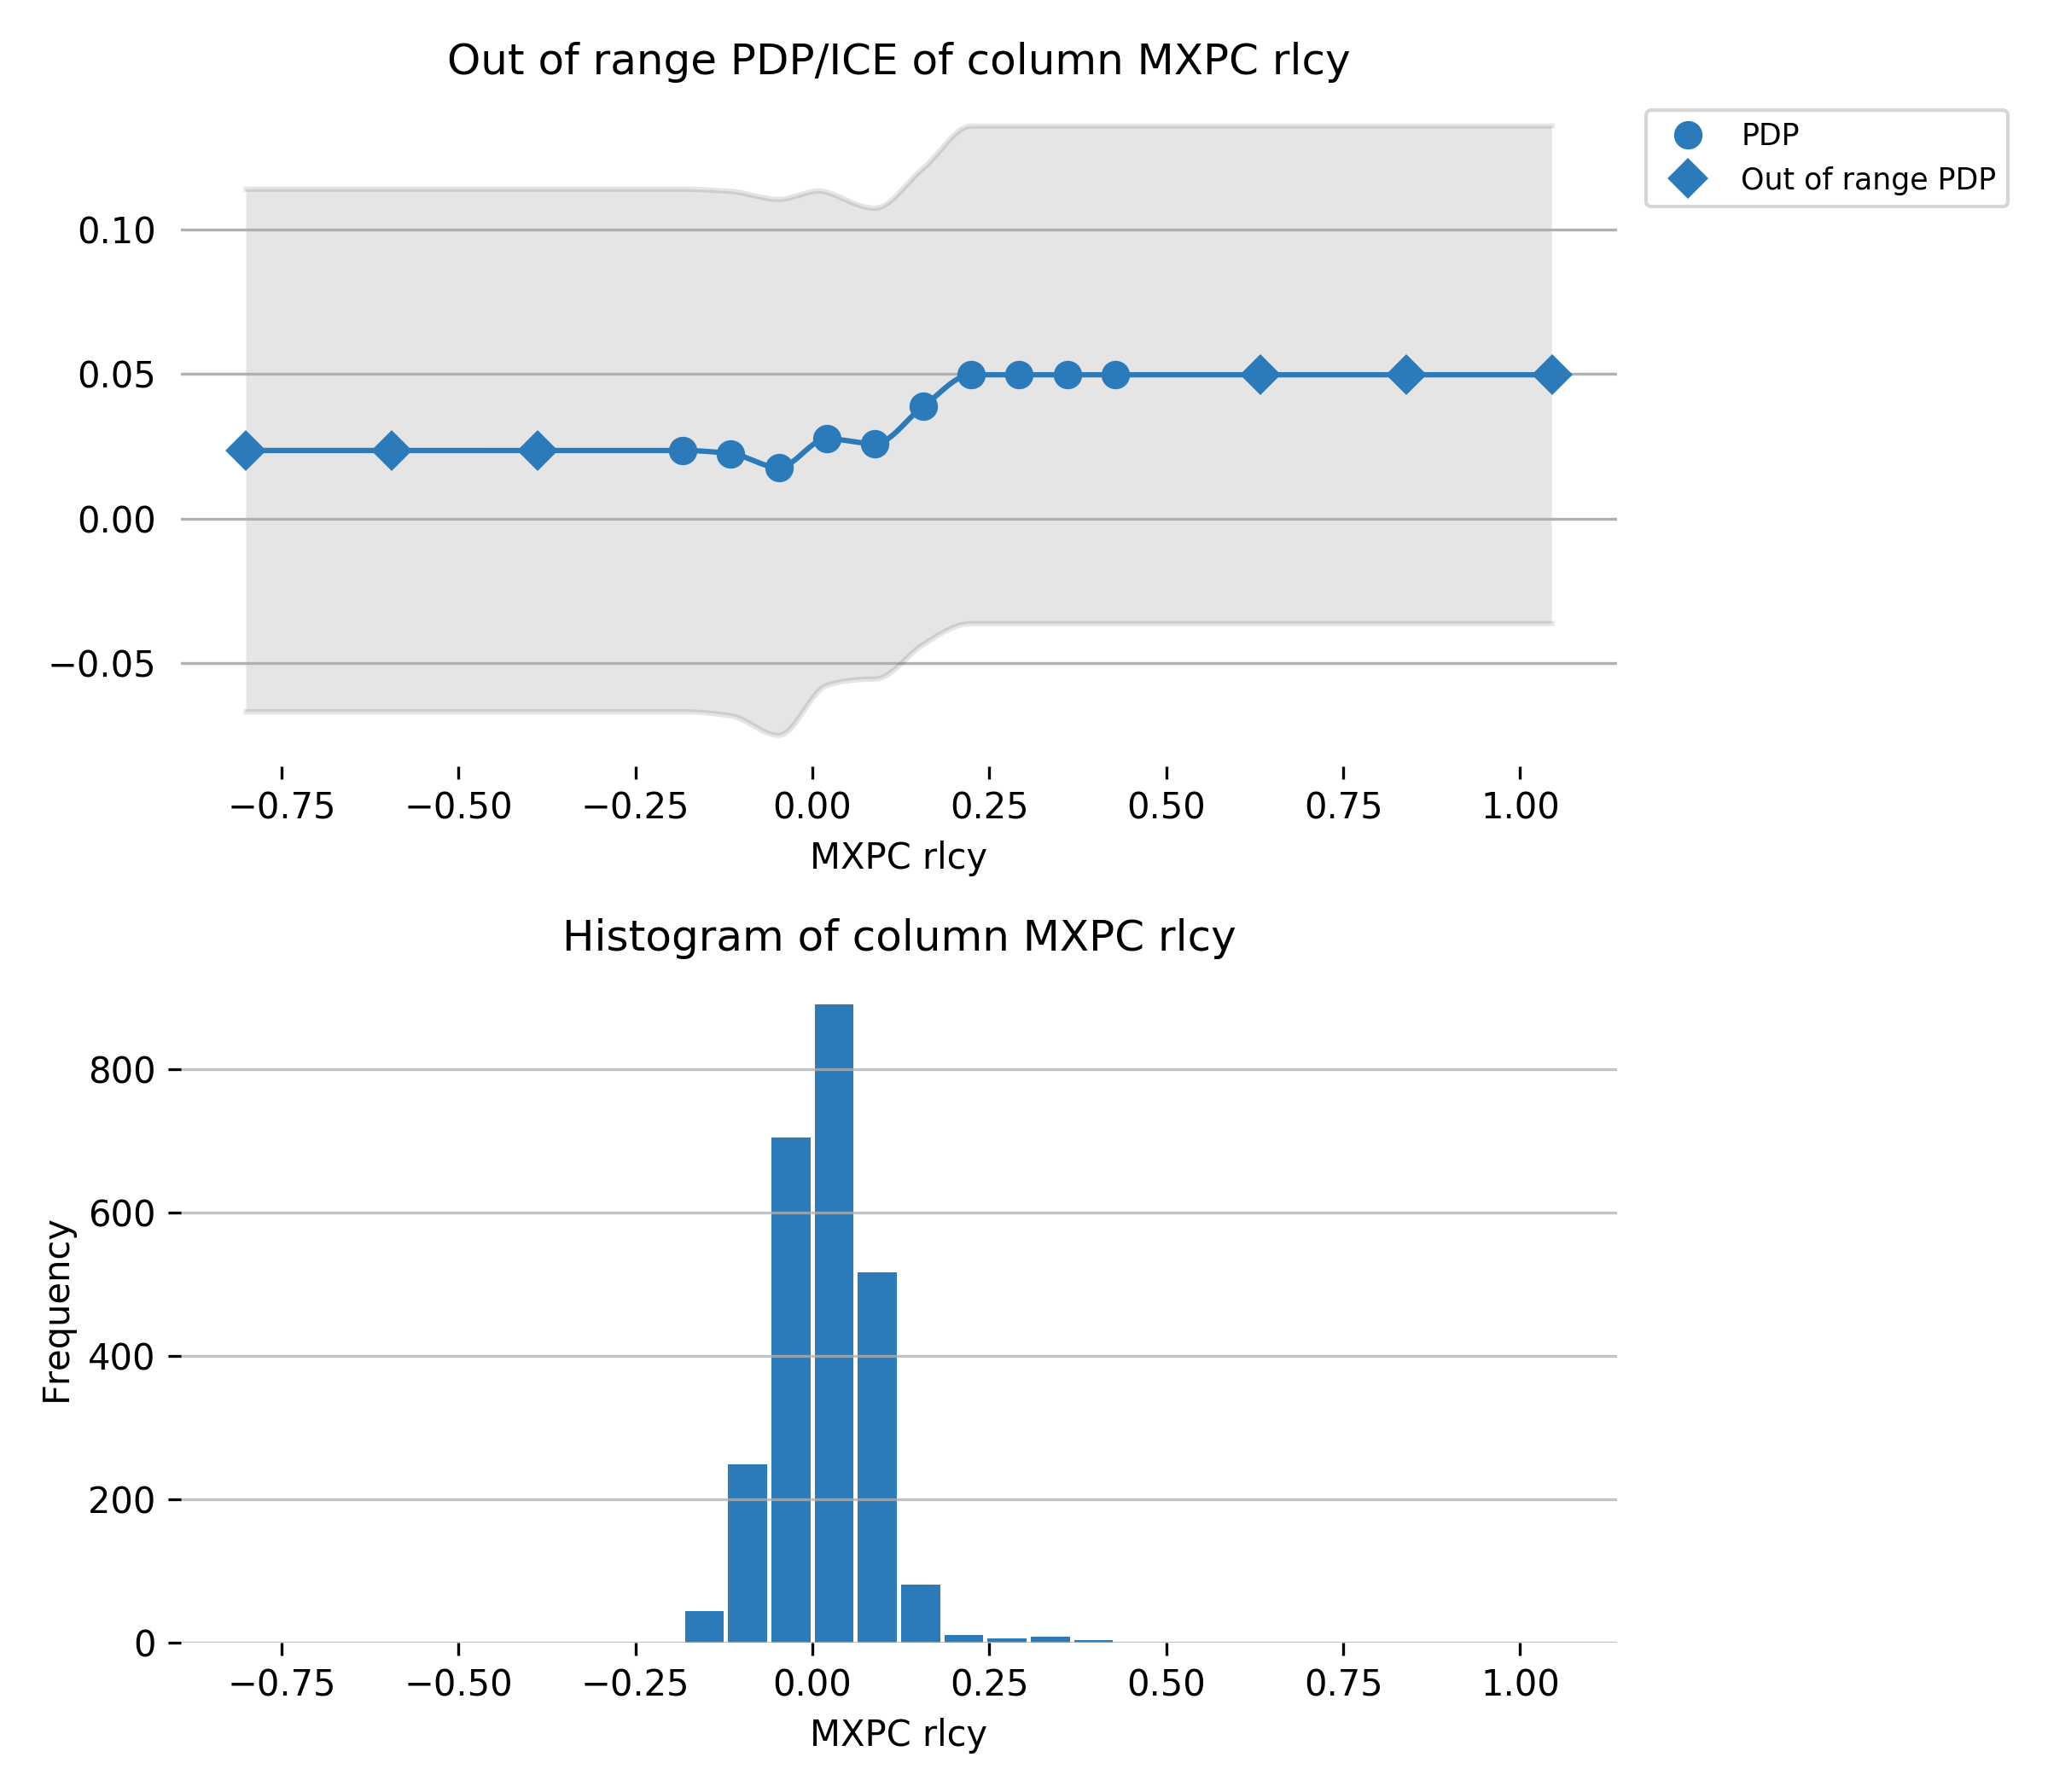 Out of range PDP/ICE of column MXPC rlcy
PDP
Out of range PDP
0.10
0.05
0.00
−0.05
−0.75 −0.50 −0.25 0.00 0.25 0.50 0.75 1.00
MXPC rlcy
Histogram of column MXPC rlcy
Frequency
800
600
400
200
0
−0.75 −0.50 −0.25 0.00 0.25 0.50 0.75 1.00
MXPC rlcy